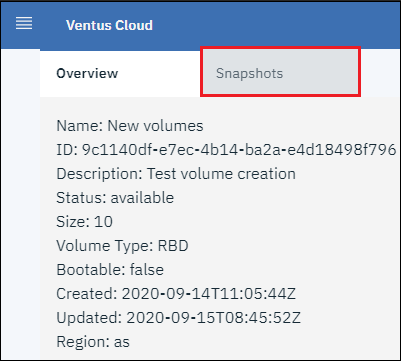 Ventus Cloud
Overview
Snapshots
Name: New volumes
ID: 9c1140df-e7ec-4b14-ba2a-e4d18498f796
Description: Test volume creation
Status: available
Size: 10
Volume Type: RBD
Bootable: false
Created: 2020-09-14T11:05:44Z
Updated: 2020-09-15T08:45:52Z
Region: as